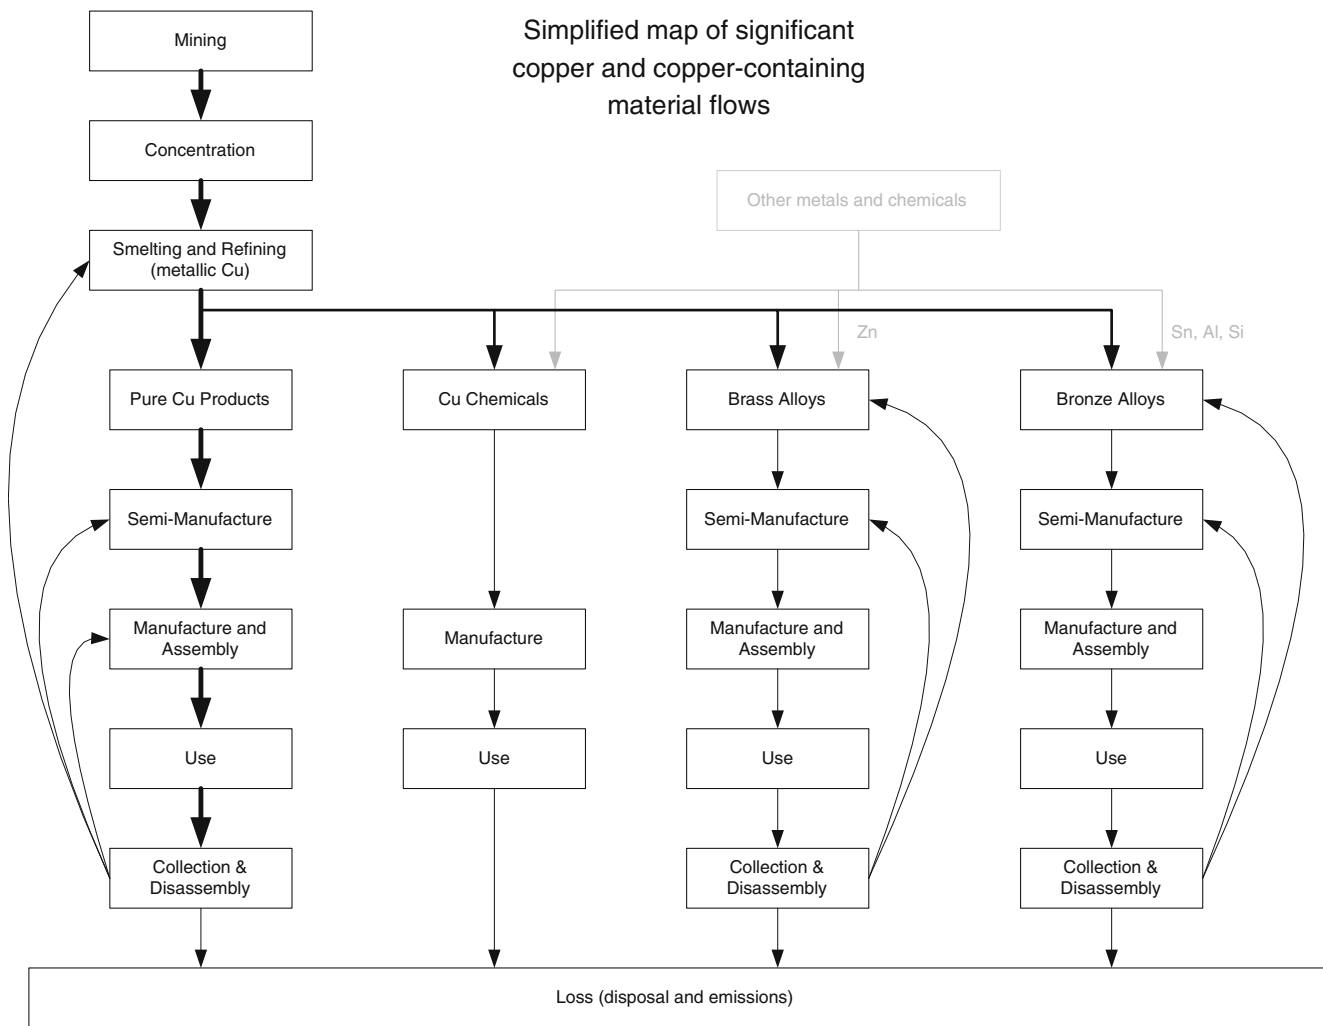 Simplified map of significant
copper and copper-containing
material flows
Mining
Concentration
Other metals and chemicals
Smelting and Refining
(metallic Cu)
Zn
Sn, Al, Si
Pure Cu Products
Cu Chemicals
Brass Alloys
Bronze Alloys
Semi-Manufacture
Semi-Manufacture
Semi-Manufacture
Manufacture and
Assembly
Manufacture
Manufacture and
Assembly
Manufacture and
Assembly
Use
Use
Use
Use
Collection &
Disassembly
Collection &
Disassembly
Collection &
Disassembly
Loss (disposal and emissions)